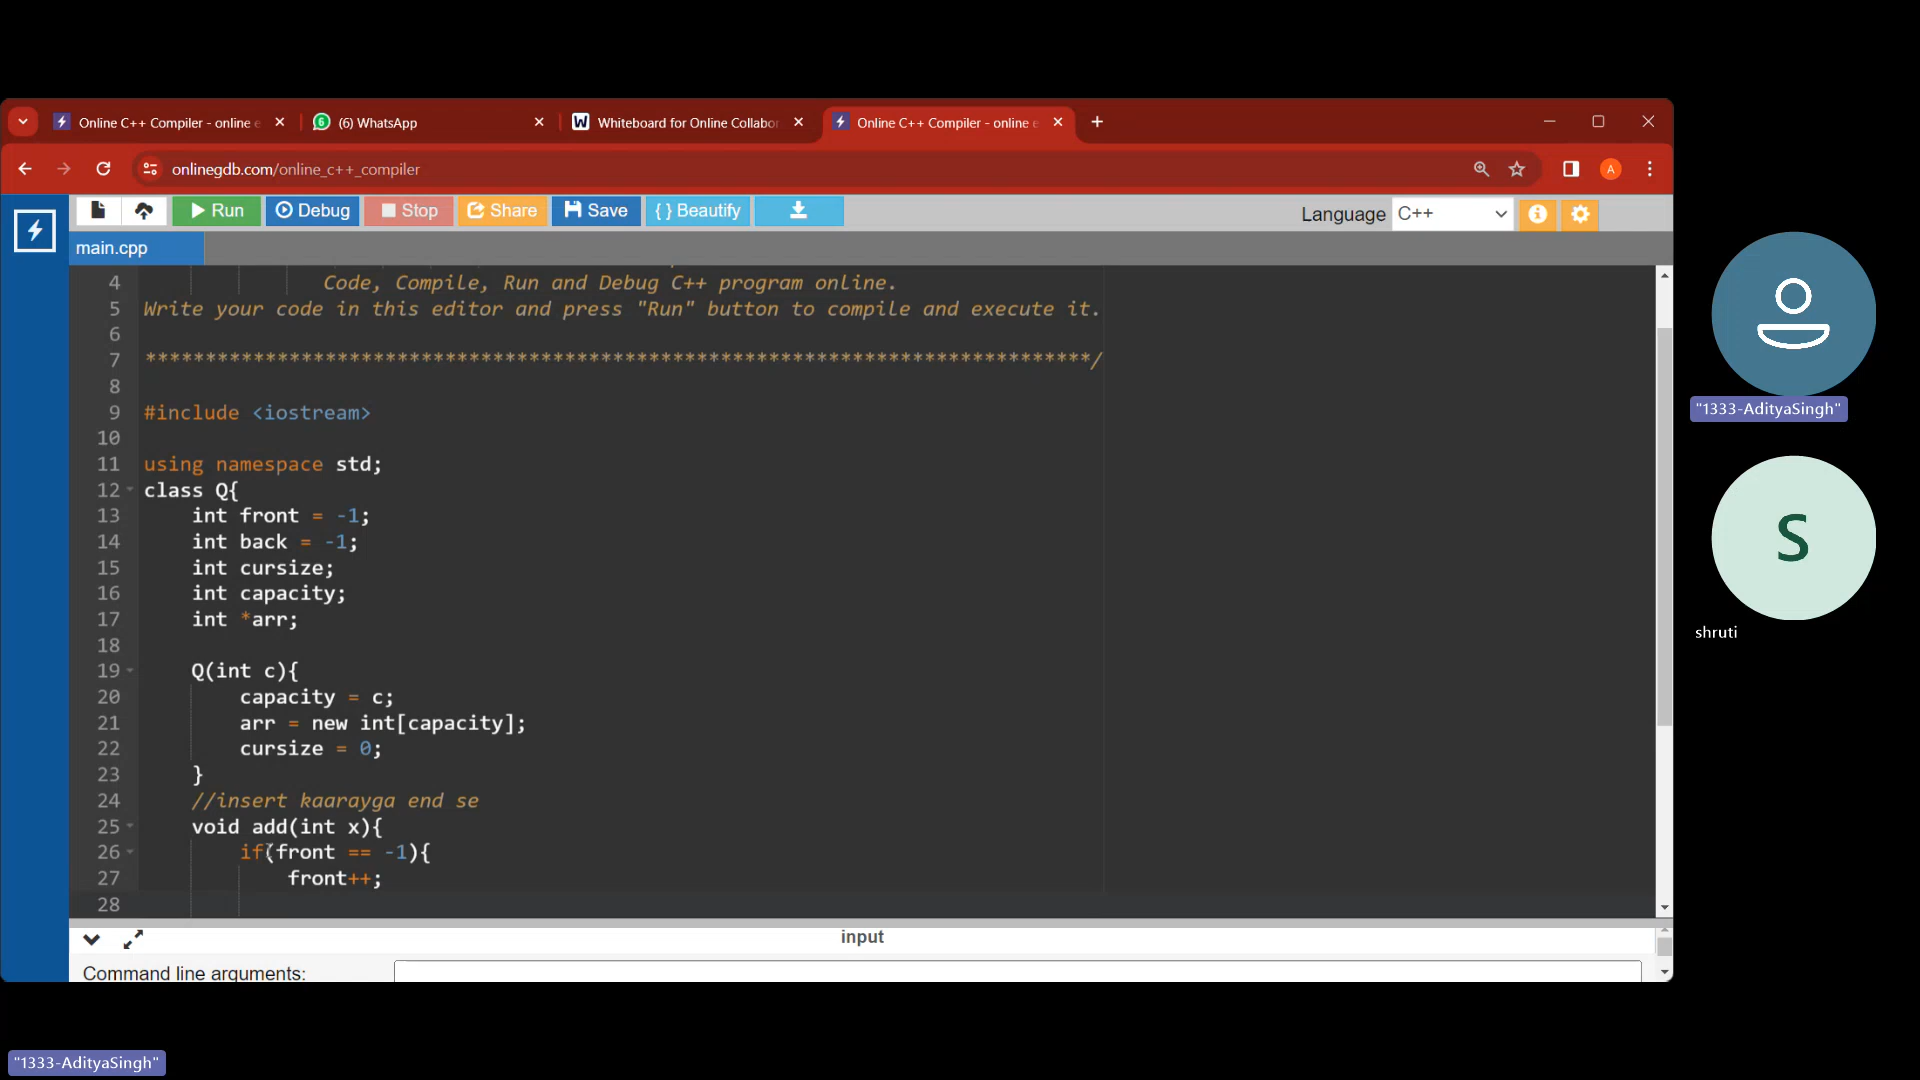 Online C++ Compiler - online e
(6) WhatsApp
Whiteboard for Online Collabor
Online C++ Compiler - online e
onlinegdb.com/online_c++_compiler
A
Run
Debug
Stop
Share
Save
{ } Beautify
Language
C++
main.cpp
4 Code, Compile, Run and Debug C++ program online.
5 Write your code in this editor and press "Run" button to compile and execute it.
6
7 *******************************************************************************/
8
9 #include <iostream>
10
11 using namespace std;
12 class Q{
13 int front = -1;
14 int back = -1;
15 int cursize;
16 int capacity;
17 int *arr;
18
19 Q(int c){
20 capacity = c;
21 arr = new int[capacity];
22 cursize = 0;
23 }
24 //insert kaarayga end se
25 void add(int x){
26 if(front == -1){
27 front++;
28
input
Command line arguments:
"1333-AdityaSingh"
S
shruti
"1333-AdityaSingh"